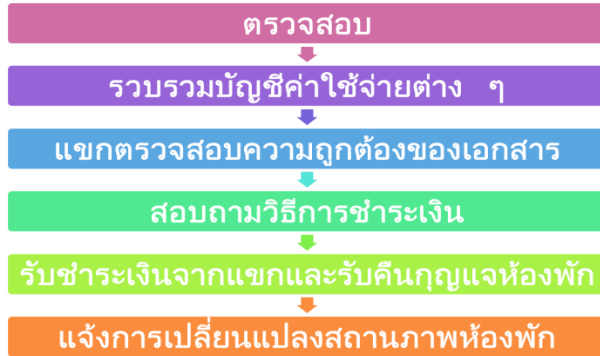 ตรวจสอบ
รวบรวมบัญชีค่าใช้จ่ายต่าง ๆ
แขกตรวจสอบความถูกต้องของเอกสาร
สอบถามวิธีการชำระเงิน
รับชำระเงินจากแขกและรับคืนกุญแจห้องพัก
แจ้งการเปลี่ยนแปลงสถานภาพห้องพัก